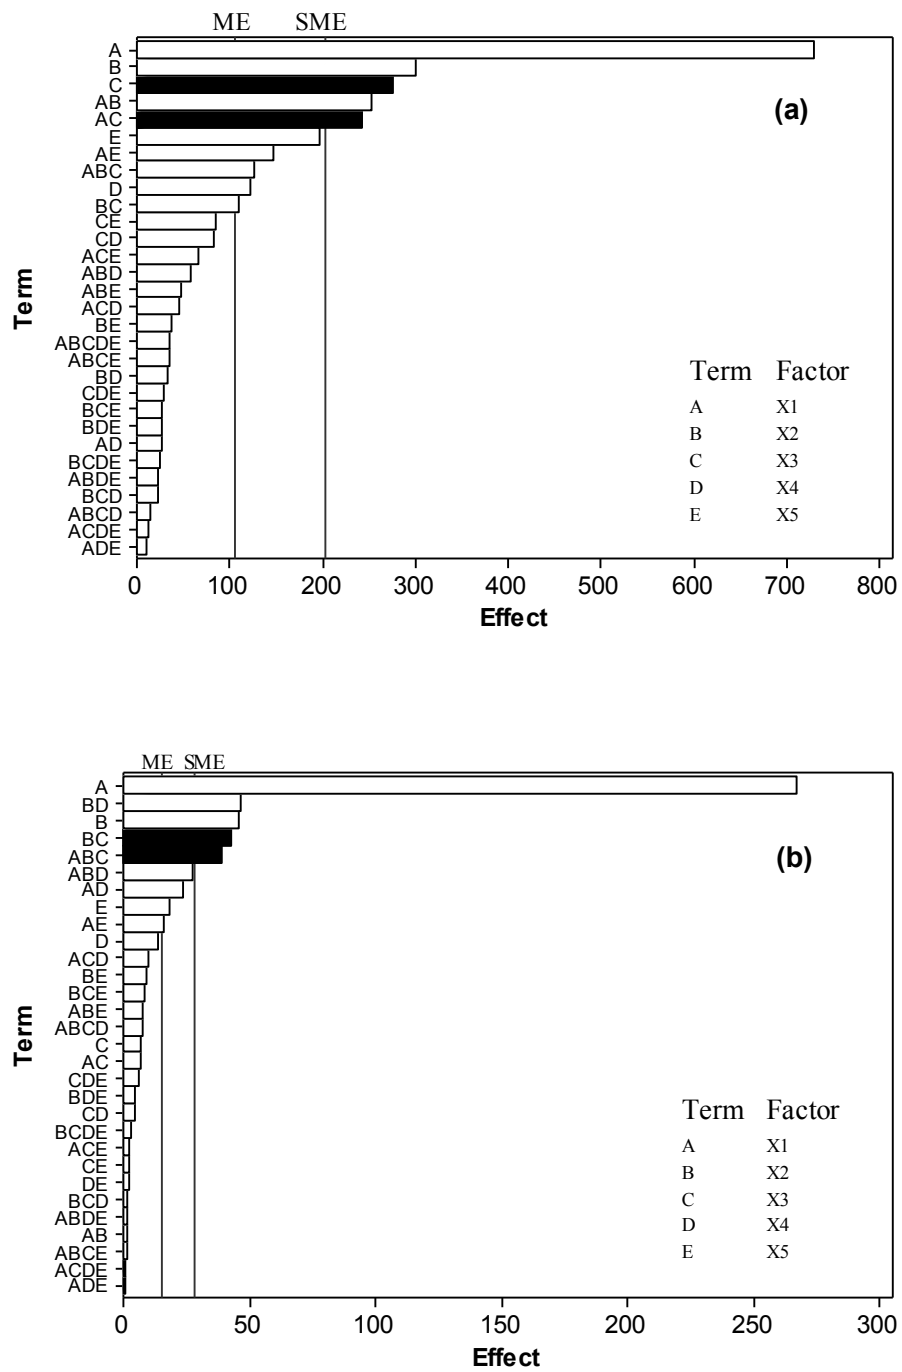 ME SME
A
B
C
AB
AC
E
AE
ABC
D
BC
CE
CD
ACE
ABD
ABE
ACD
BE
ABCDE
ABCE
BD
CDE
BCE
BDE
AD
BCDE
ABDE
BCD
ABCD
ACDE
ADE
Term
(a)
Term Factor
A X1
B X2
C X3
D X4
E X5
0 100 200 300 400 500 600 700 800
Effect
ME SME
A
BD
B
BC
ABC
ABD
AD
E
AE
D
ACD
BE
BCE
ABE
ABCD
C
AC
CDE
BDE
CD
BCDE
ACE
CE
DE
BCD
ABDE
AB
ABCE
ACDE
ADE
Term
(b)
Term Factor
A X1
B X2
C X3
D X4
E X5
0 50 100 150 200 250 300
Effect